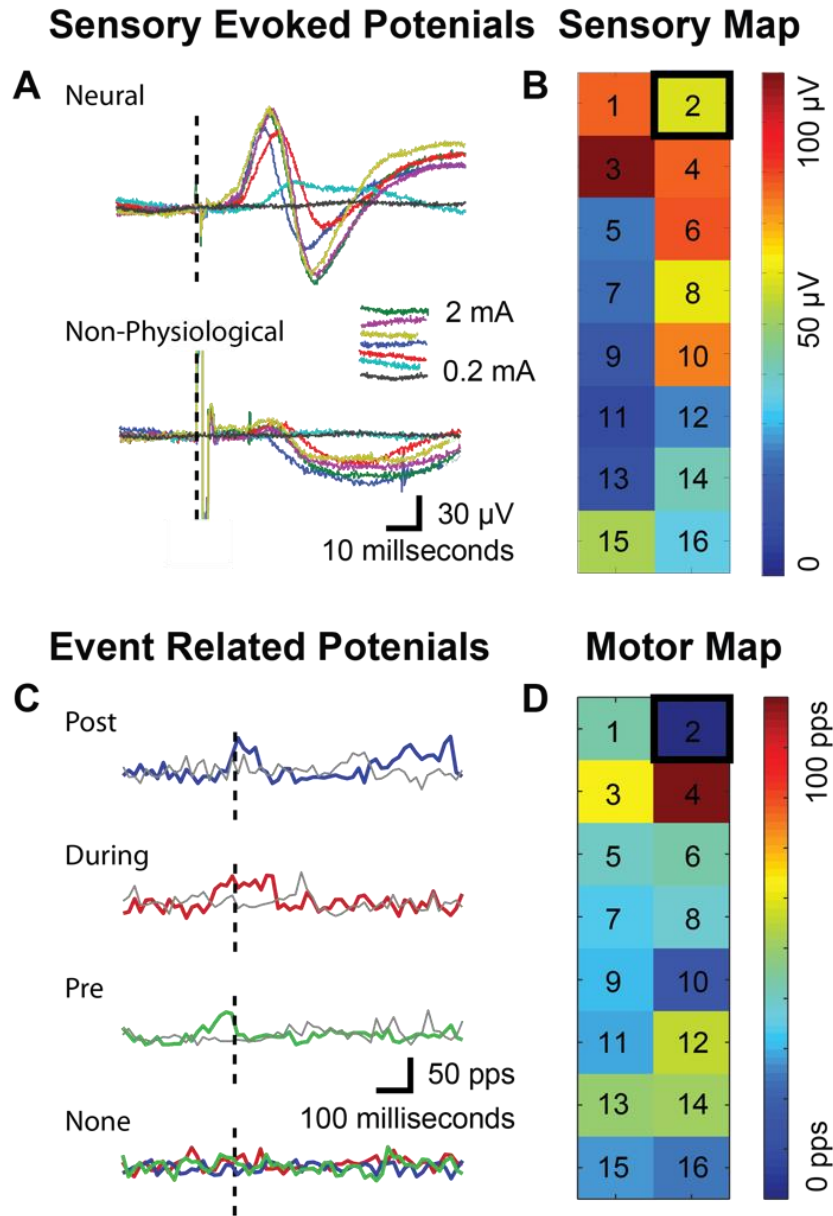 Sensory Evoked Potenials Sensory Map
A
Neural
2 mA
0.2 mA
Non-Physiological
30 µV
10 millseconds
B
1 2
3 4
5 6
7 8
9 10
11 12
13 14
15 16
100 µV
50 µV
0
Event Related Potenials Motor Map
C
Post
During
Pre
50 pps
100 milliseconds
None
D
1 2
3 4
5 6
7 8
9 10
11 12
13 14
15 16
100 pps
0 pps